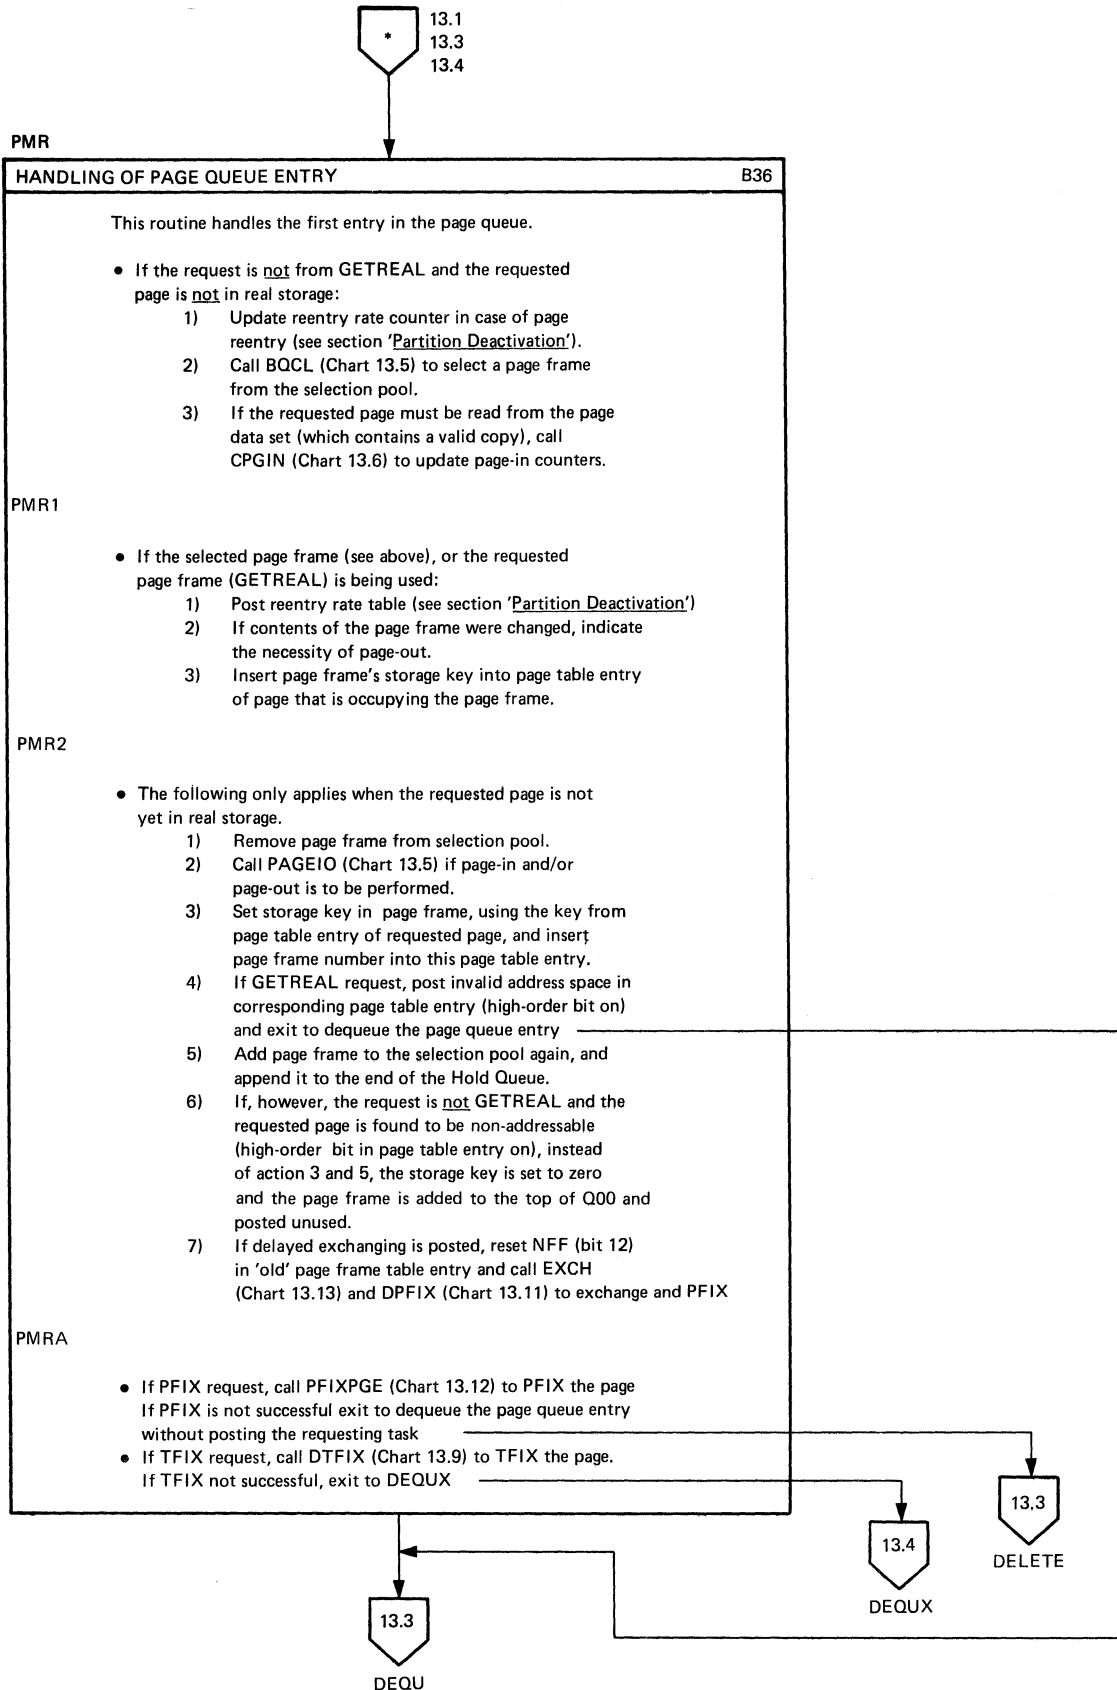 *
13.1
13.3
13.4
PMR
HANDLING OF PAGE QUEUE ENTRY B36
This routine handles the first entry in the page queue.
● If the request is not from GETREAL and the requested
page is not in real storage:
1) Update reentry rate counter in case of page
reentry (see section 'Partition Deactivation').
2) Call BQCL (Chart 13.5) to select a page frame
from the selection pool.
3) If the requested page must be read from the page
data set (which contains a valid copy), call
CPGIN (Chart 13.6) to update page-in counters.
PMR1
● If the selected page frame (see above), or the requested
page frame (GETREAL) is being used:
1) Post reentry rate table (see section 'Partition Deactivation')
2) If contents of the page frame were changed, indicate
the necessity of page-out.
3) Insert page frame's storage key into page table entry
of page that is occupying the page frame.
PMR2
● The following only applies when the requested page is not
yet in real storage.
1) Remove page frame from selection pool.
2) Call PAGEIO (Chart 13.5) if page-in and/or
page-out is to be performed.
3) Set storage key in page frame, using the key from
page table entry of requested page, and insert
page frame number into this page table entry.
4) If GETREAL request, post invalid address space in
corresponding page table entry (high-order bit on)
and exit to dequeue the page queue entry
5) Add page frame to the selection pool again, and
append it to the end of the Hold Queue.
6) If, however, the request is not GETREAL and the
requested page is found to be non-addressable
(high-order bit in page table entry on), instead
of action 3 and 5, the storage key is set to zero
and the page frame is added to the top of Q00 and
posted unused.
7) If delayed exchanging is posted, reset NFF (bit 12)
in 'old' page frame table entry and call EXCH
(Chart 13.13) and DPFIX (Chart 13.11) to exchange and PFIX
PMRA
● If PFIX request, call PFIXPGE (Chart 13.12) to PFIX the page
If PFIX is not successful exit to dequeue the page queue entry
without posting the requesting task
● If TFIX request, call DTFIX (Chart 13.9) to TFIX the page.
If TFIX not successful, exit to DEQUX
13.3
DELETE
13.4
DEQUX
13.3
DEQU